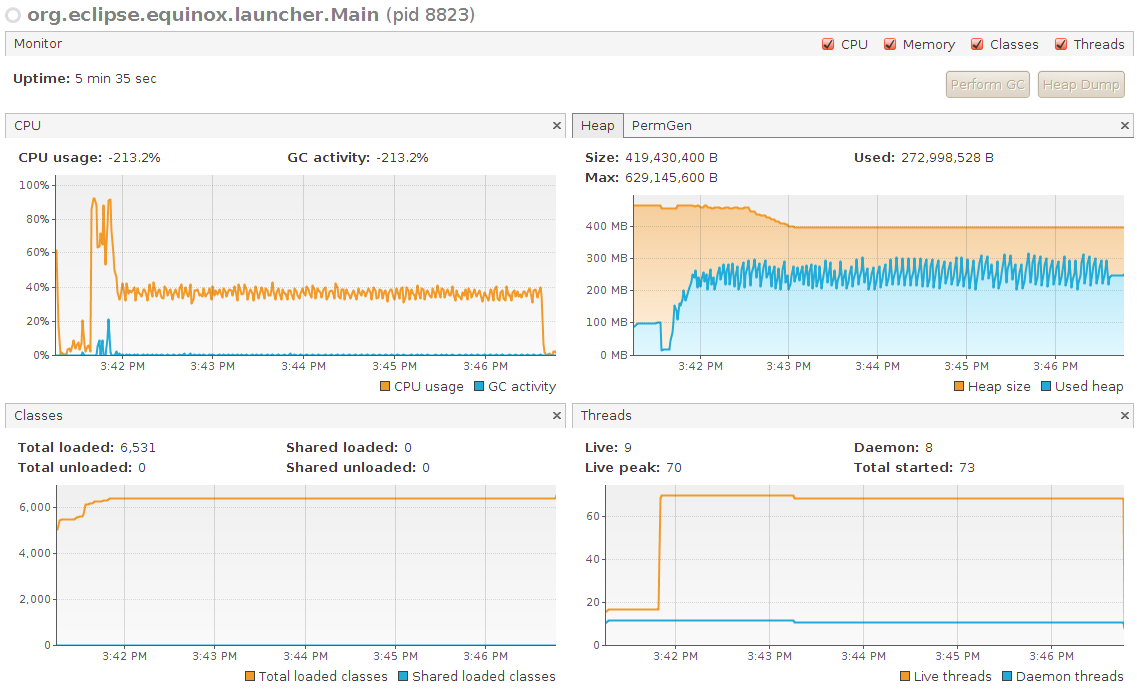 org.eclipse.equinox.launcher.Main (pid 8823)
Monitor
CPU Memory Classes Threads
Uptime: 5 min 35 sec
Perform GC Heap Dump
CPU
CPU usage: -213.2% GC activity: -213.2%
100%
80%
60%
40%
20%
0%
3:42 PM 3:43 PM 3:44 PM 3:45 PM 3:46 PM
CPU usage GC activity
Heap PermGen
Size: 419,430,400 B Used: 272,998,528 B
Max: 629,145,600 B
400 MB
300 MB
200 MB
100 MB
0 MB
3:42 PM 3:43 PM 3:44 PM 3:45 PM 3:46 PM
Heap size Used heap
Classes
Total loaded: 6,531 Shared loaded: 0
Total unloaded: 0 Shared unloaded: 0
6,000
4,000
2,000
0
3:42 PM 3:43 PM 3:44 PM 3:45 PM 3:46 PM
Total loaded classes Shared loaded classes
Threads
Live: 9 Daemon: 8
Live peak: 70 Total started: 73
60
40
20
0
3:42 PM 3:43 PM 3:44 PM 3:45 PM 3:46 PM
Live threads Daemon threads